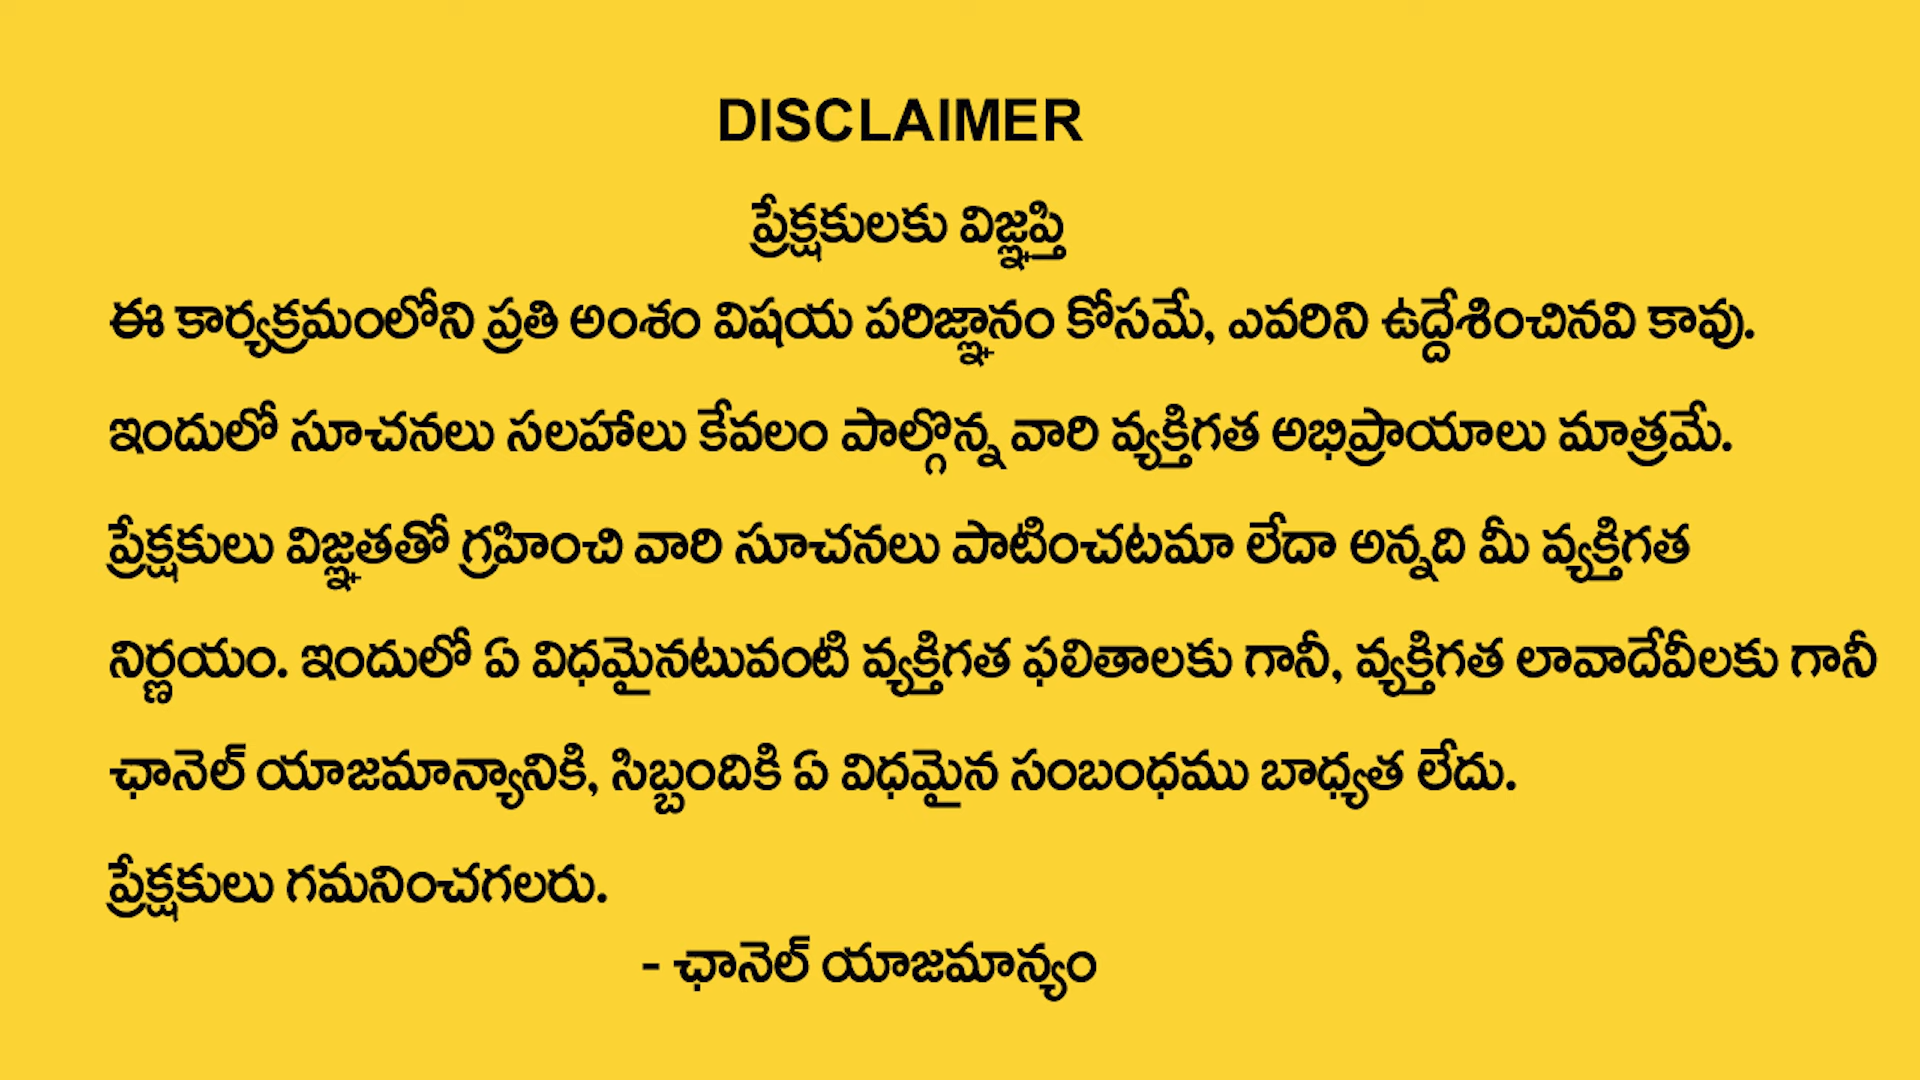 DISCLAIMER
ప్రేక్షకులకు విజ్ఞప్తి
ఈ కార్యక్రమంలోని ప్రతి అంశం విషయ పరిజ్ఞానం కోసమే, ఎవరిని ఉద్దేశించినవి కావు.
ఇందులో సూచనలు సలహాలు కేవలం పాల్గొన్న వారి వ్యక్తిగత అభిప్రాయాలు మాత్రమే.
ప్రేక్షకులు విజ్ఞతతో గ్రహించి వారి సూచనలు పాటించటమా లేదా అన్నది మీ వ్యక్తిగత
నిర్ణయం. ఇందులో ఏ విధమైనటువంటి వ్యక్తిగత ఫలితాలకు గానీ, వ్యక్తిగత లావాదేవీలకు గానీ
ఛానెల్ యాజమాన్యానికి, సిబ్బందికి ఏ విధమైన సంబంధము బాధ్యత లేదు.
ప్రేక్షకులు గమనించగలరు.
- ఛానెల్ యాజమాన్యం